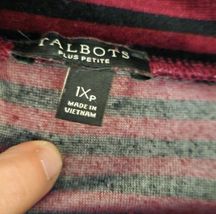 TALBOTS
PLUS PETITE
1Xp
MADE IN
VIETNAM